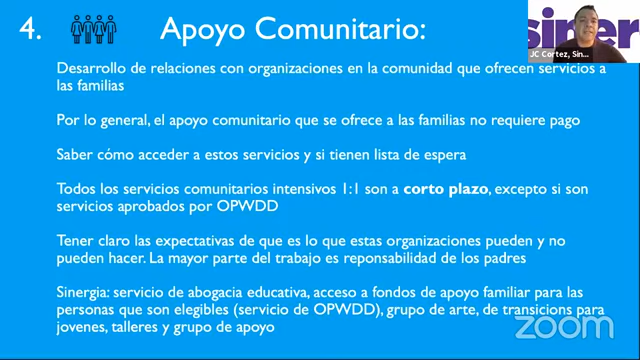 4. Apoyo Comunitario:
siner
JC Cortez, Sin...
Desarrollo de relaciones con organizaciones en la comunidad que ofrecen servicios a
las familias
Por lo general, el apoyo comunitario que se ofrece a las familias no requiere pago
Saber cómo acceder a estos servicios y si tienen lista de espera
Todos los servicios comunitarios intensivos 1:1 son a corto plazo, excepto si son
servicios aprobados por OPWDD
Tener claro las expectativas de que es lo que estas organizaciones pueden y no
pueden hacer. La mayor parte del trabajo es reponsabilidad de los padres
Sinergia: servicio de abogacia educativa, acceso a fondos de apoyo familiar para las
personas que son elegibles (servicio de OPWDD), grupo de arte, de transicions para
jovenes, talleres y grupo de apoyo
zoom